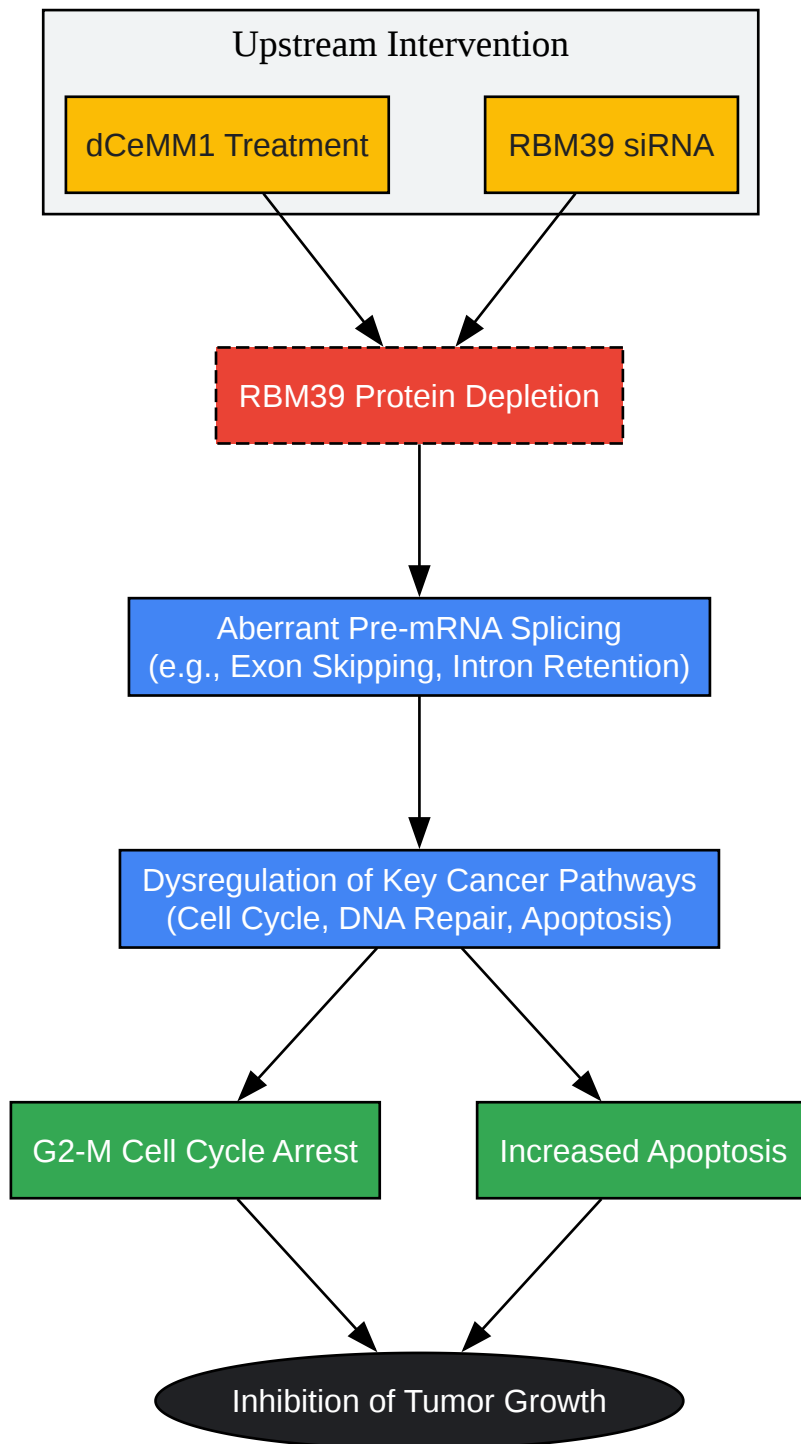 Upstream Intervention
dCeMM1 Treatment
RBM39 siRNA
RBM39 Protein Depletion
Aberrant Pre-mRNA Splicing
(e.g., Exon Skipping, Intron Retention)
Dysregulation of Key Cancer Pathways
(Cell Cycle, DNA Repair, Apoptosis)
G2-M Cell Cycle Arrest
Increased Apoptosis
Inhibition of Tumor Growth